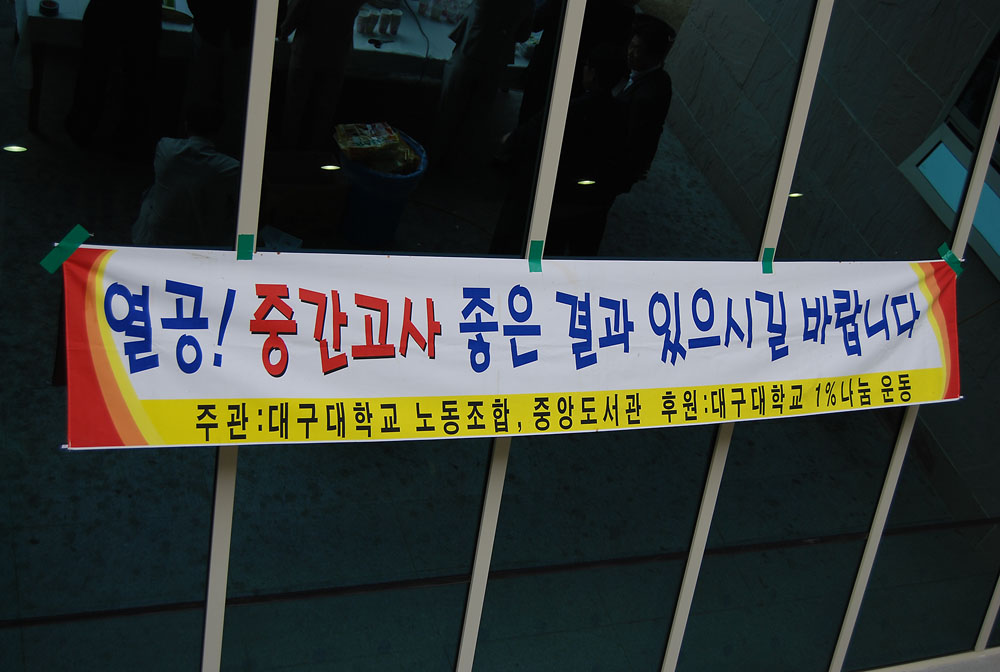 열공! 중간고사 좋은 결과 있으시길 바랍니다
주관:대구대학교 노동조합, 중앙도서관 후원:대구대학교 1%나눔 운동